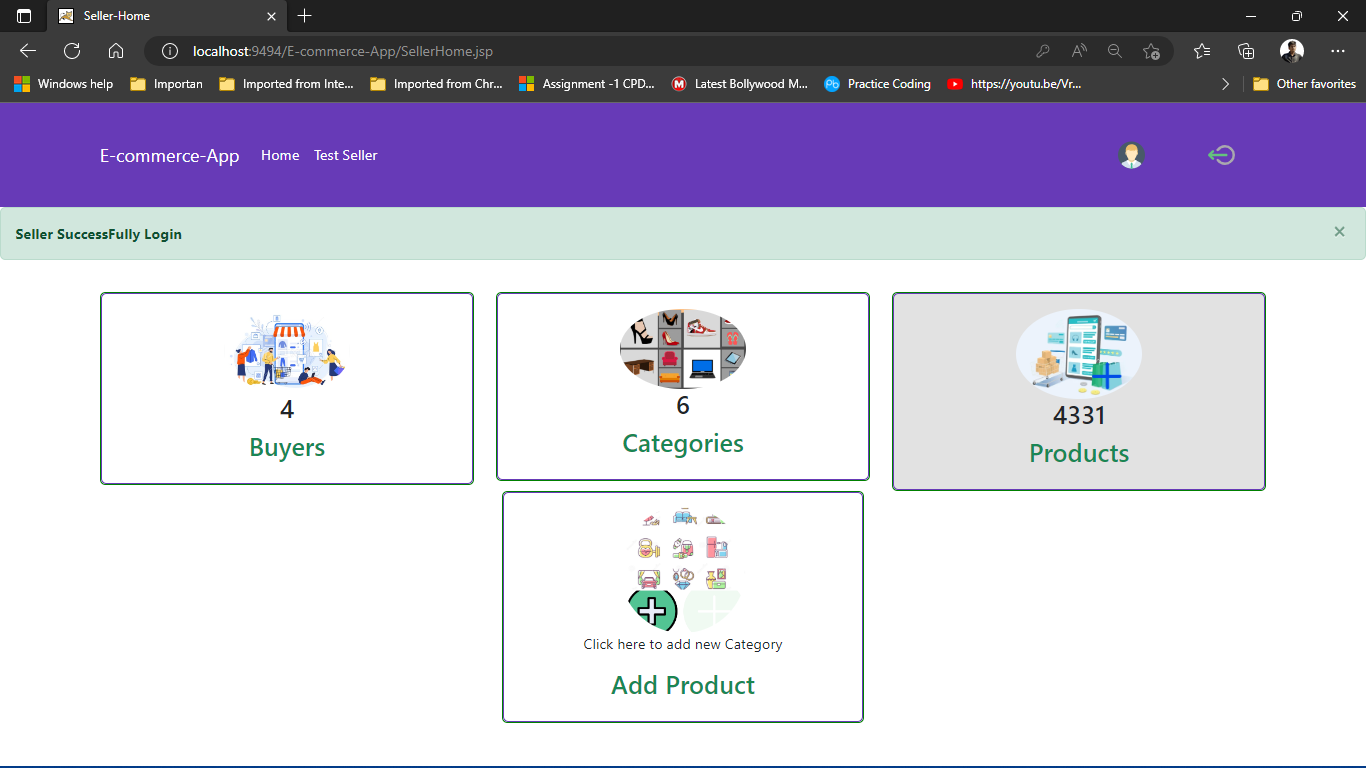 Seller-Home
localhost:9494/E-commerce-App/SellerHome.jsp
Windows help
Importan
Imported from Inte...
Imported from Chr...
Assignment -1 CPD...
Latest Bollywood M...
Practice Coding
https://youtu.be/Vr...
Other favorites
E-commerce-App
Home
Test Seller
Seller SuccessFully Login
×
4
Buyers
6
Categories
4331
Products
Click here to add new Category
Add Product